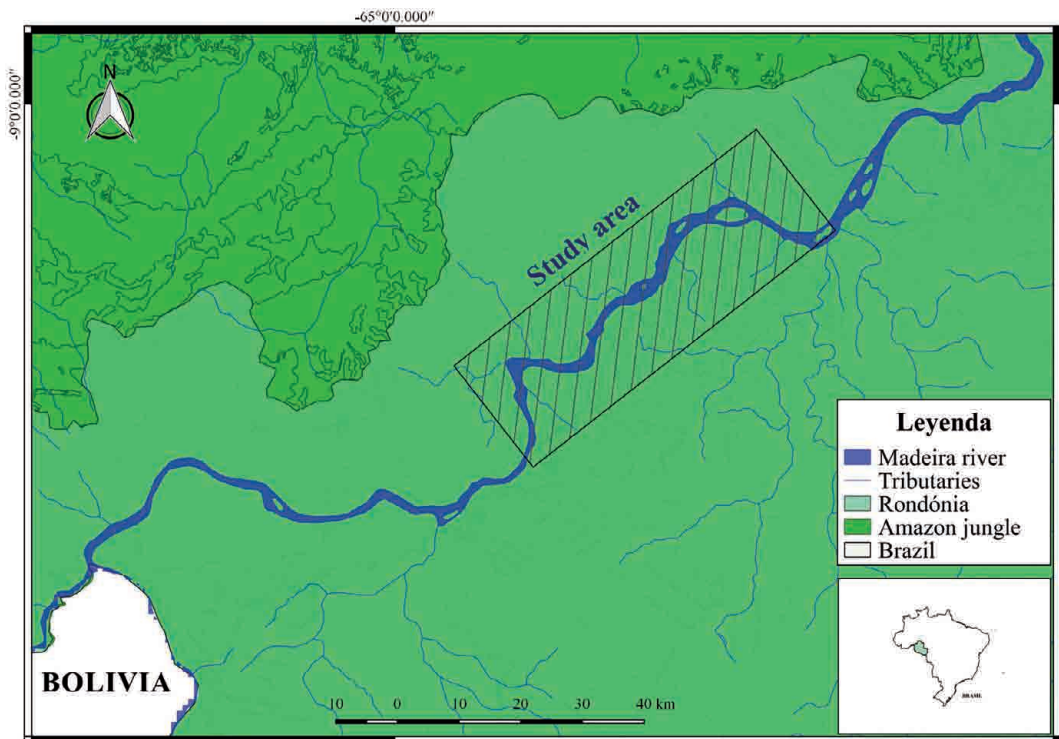 -65°0'0.000"
-9°0'0.000"
N
Study area
Leyenda
Madeira river
Tributaries
Rondónia
Amazon jungle
Brazil
BOLIVIA
10 0 10 20 30 40 km
BRASIL